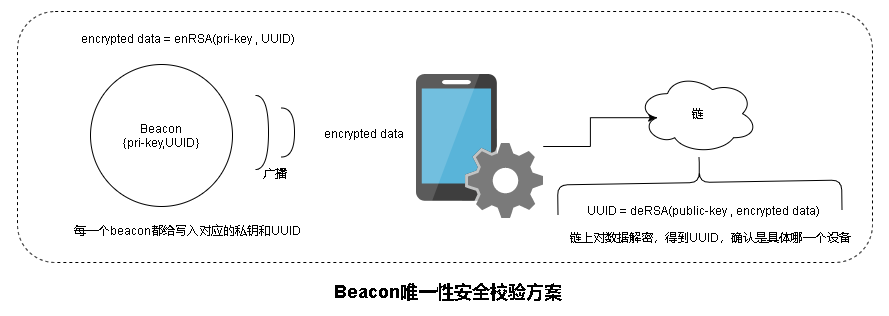 encrypted data = enRSA(pri-key , UUID)
Beacon
{pri-key,UUID}
广播
每一个beacon都给写入对应的私钥和UUID
encrypted data
链
UUID = deRSA(public-key , encrypted data)
链上对数据解密，得到UUID，确认是具体哪一个设备
Beacon唯一性安全校验方案